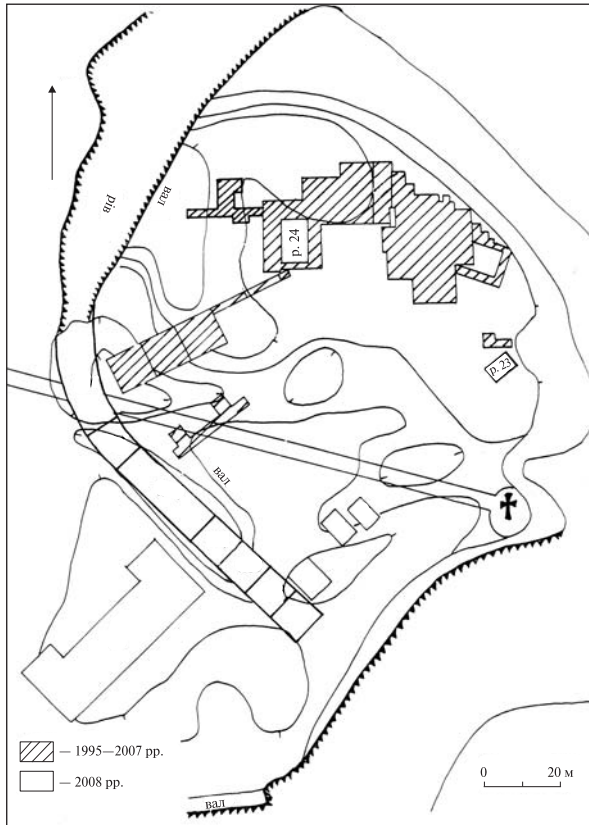 рів
вал
р. 24
р. 23
вал
— 1995—2007 рр.
— 2008 рр.
0 20 м
вал